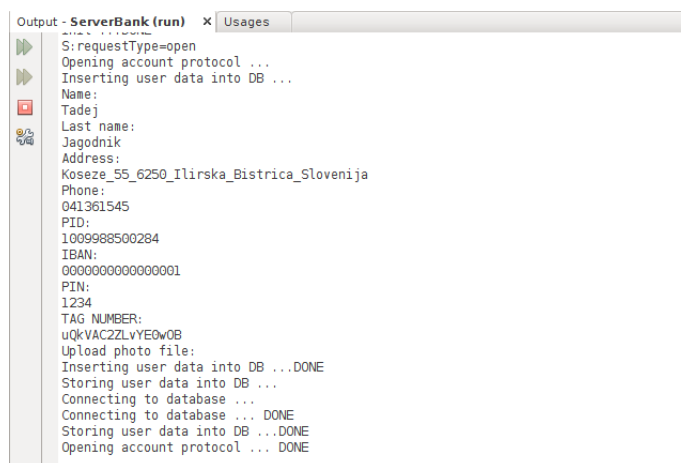 Output - ServerBank (run) x Usages
Init ...DONE
S:requestType=open
Opening account protocol ...
Inserting user data into DB ...
Name:
Tadej
Last name:
Jagodnik
Address:
Koseze_55_6250_Ilirska_Bistrica_Slovenija
Phone:
041361545
PID:
1009988500284
IBAN:
0000000000000001
PIN:
1234
TAG NUMBER:
uQkVAC2ZLvYE0wOB
Upload photo file:
Inserting user data into DB ...DONE
Storing user data into DB ...
Connecting to database ...
Connecting to database ... DONE
Storing user data into DB ...DONE
Opening account protocol ... DONE